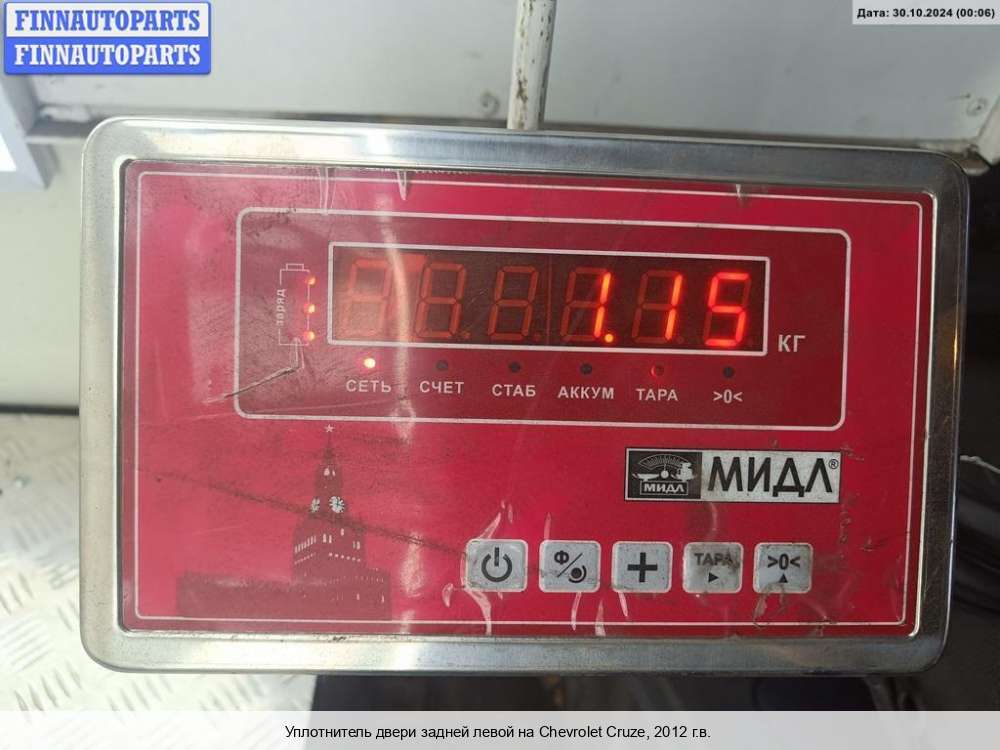 FINNAUTOPARTS
FINNAUTOPARTS
Дата: 30.10.2024 (00:06)
заряд
1.15
КГ
СЕТЬ СЧЕТ СТАБ АККУМ ТАРА >0<
МИДЛ МИДЛ®
Ф ТАРА >0<
Уплотнитель двери задней левой на Chevrolet Cruze, 2012 г.в.